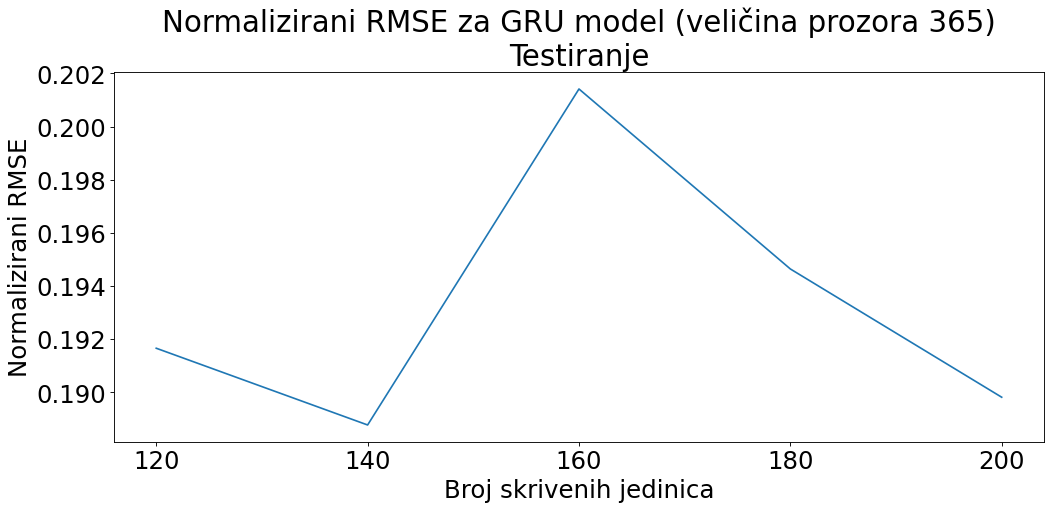 Normalizirani RMSE za GRU model (veličina prozora 365)
Testiranje
Normalizirani RMSE
0.202
0.200
0.198
0.196
0.194
0.192
0.190
120 140 160 180 200
Broj skrivenih jedinica